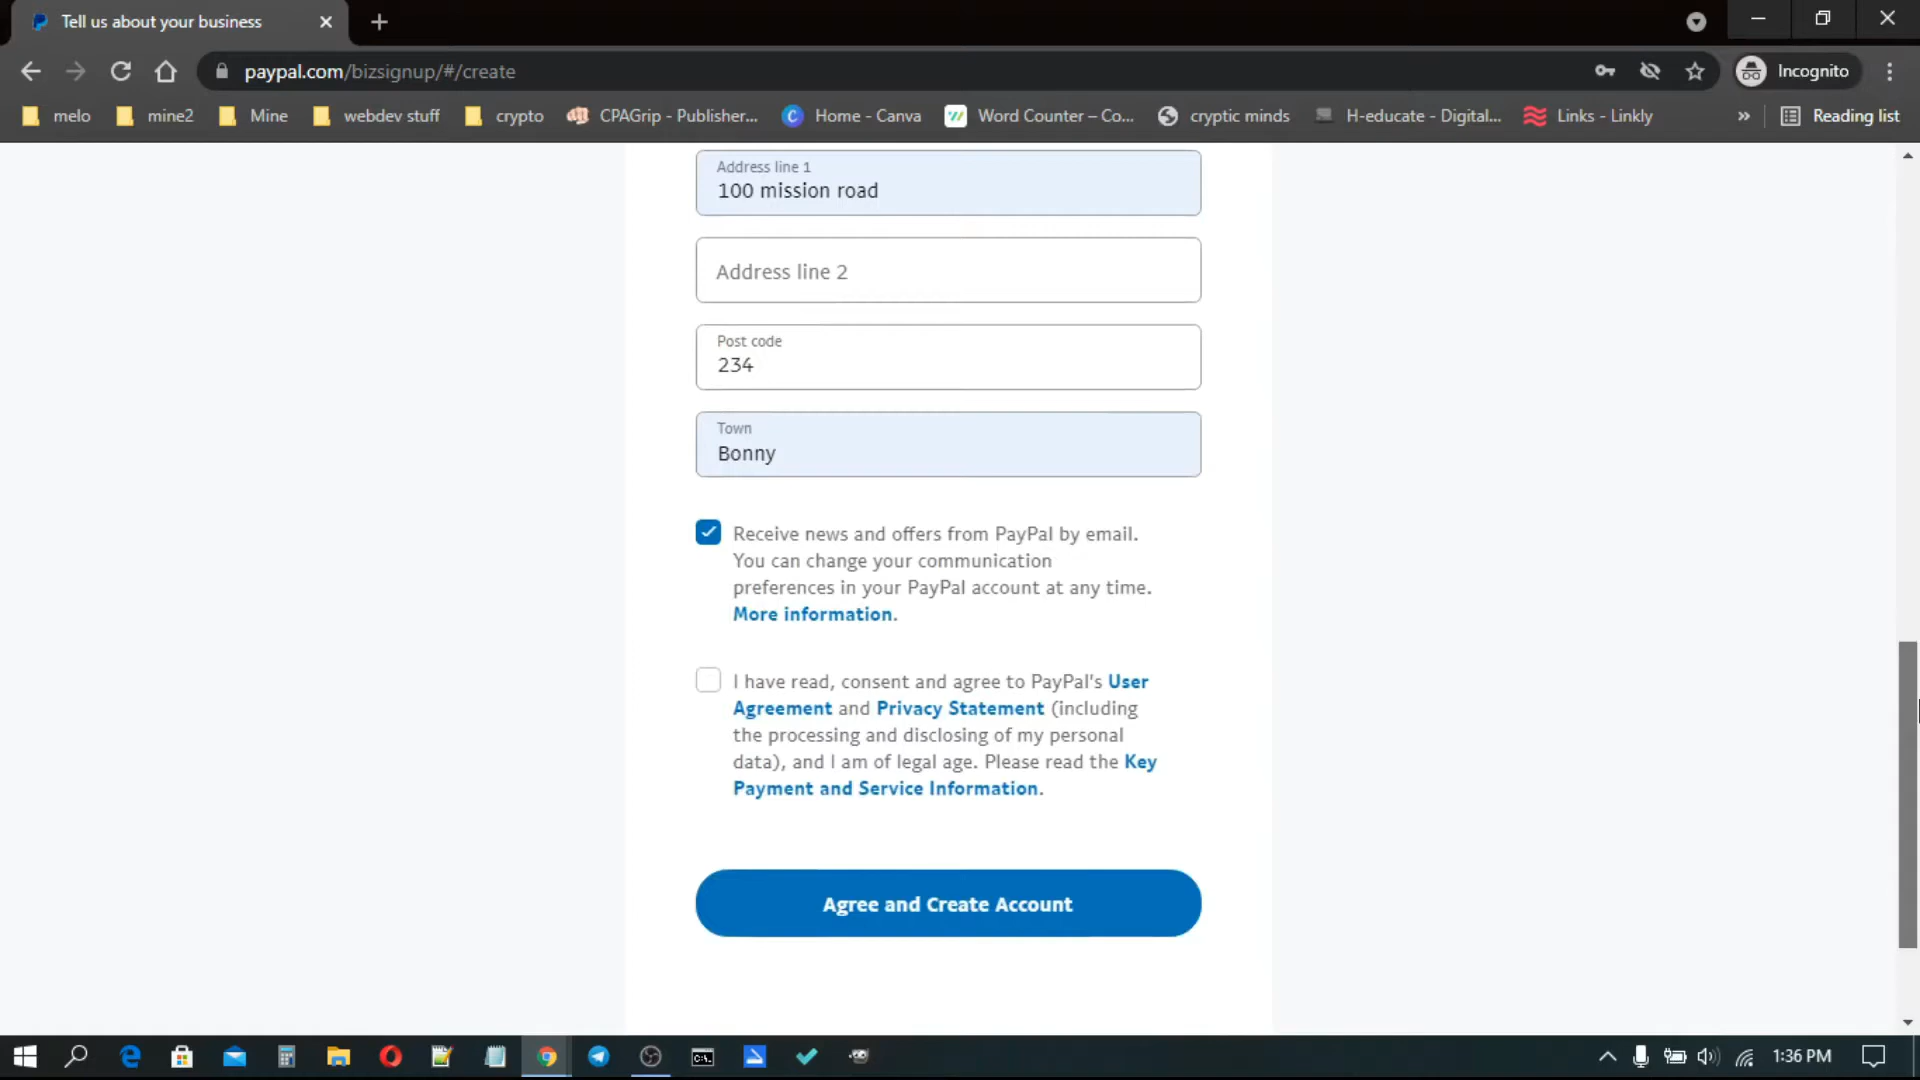 Tell us about your business
paypal.com/bizsignup/#/create
Incognito
melo mine2 Mine webdev stuff crypto CPAGrip - Publisher... Home - Canva Word Counter – Co... cryptic minds H-educate - Digital... Links - Linkly » Reading list
Address line 1
100 mission road
Address line 2
Post code
234
Town
Bonny
Receive news and offers from PayPal by email.
You can change your communication
preferences in your PayPal account at any time.
More information.
I have read, consent and agree to PayPal's User
Agreement and Privacy Statement (including
the processing and disclosing of my personal
data), and I am of legal age. Please read the Key
Payment and Service Information.
Agree and Create Account
1:36 PM